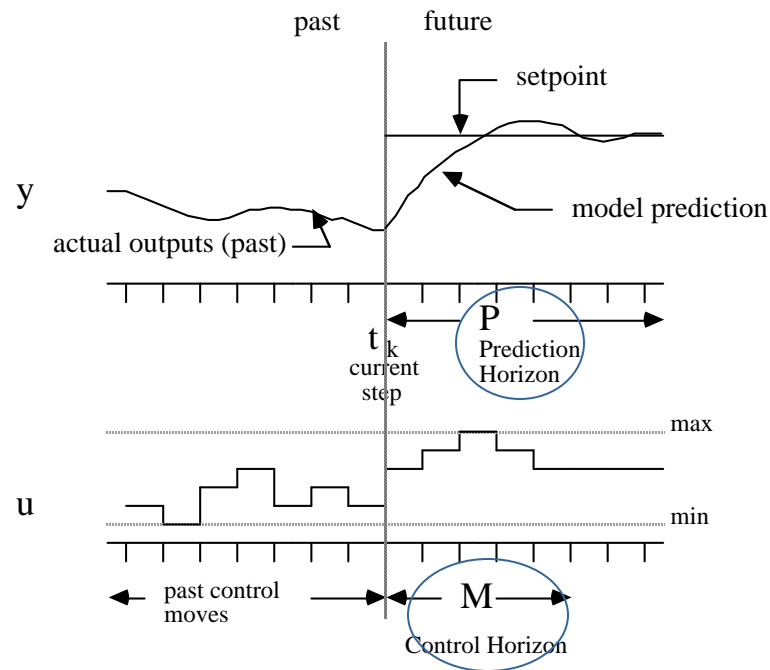 past future
setpoint
y
model prediction
actual outputs (past)
P
t k
Prediction
current
Horizon
step
max
u
min
past control
moves
M
Control Horizon